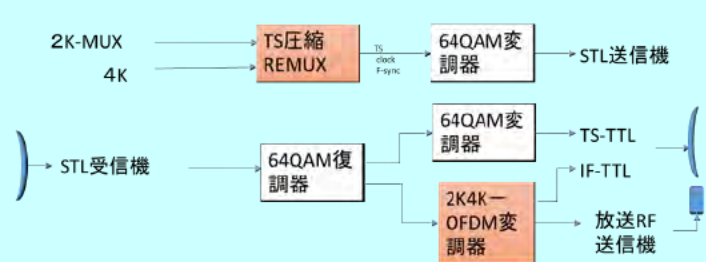 2K-MUX
4K
TS圧縮
REMUX
TS
clock
F-sync
64QAM変
調器
STL送信機
STL受信機
64QAM復
調器
64QAM変
調器
TS-TTL
IF-TTL
2K4Kー
OFDM変
調器
放送RF
送信機